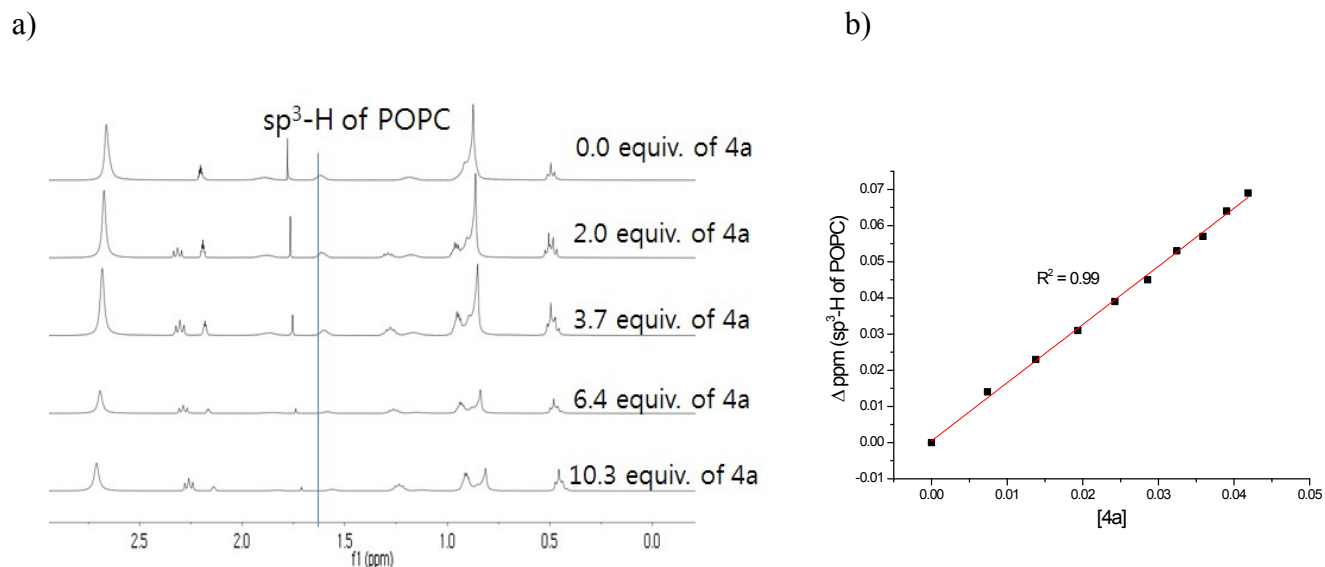 a)
sp³-H of POPC
0.0 equiv. of 4a
2.0 equiv. of 4a
3.7 equiv. of 4a
6.4 equiv. of 4a
10.3 equiv. of 4a
2.5 2.0 1.5 1.0 0.5 0.0
f1 (ppm)
b)
Δ ppm (sp³-H of POPC)
0.07
0.06
0.05
0.04
0.03
0.02
0.01
0.00
-0.01
R² = 0.99
0.00 0.01 0.02 0.03 0.04 0.05
[4a]